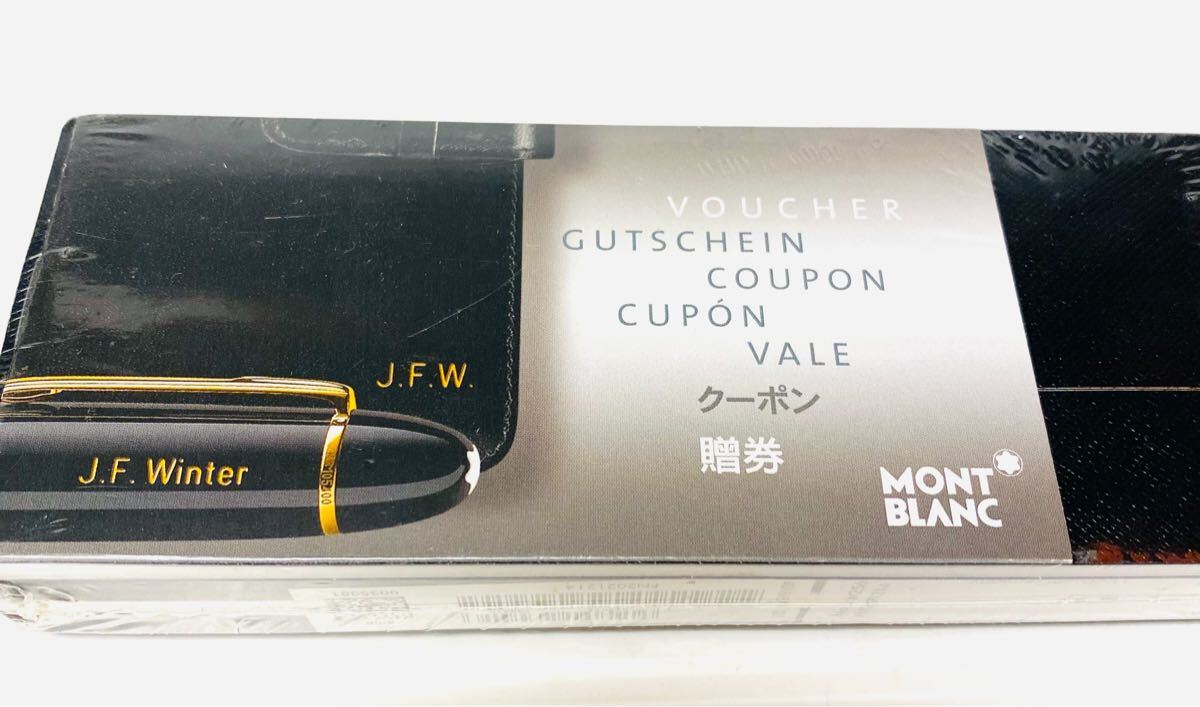 VOUCHER
GUTSCHEIN
COUPON
CUPÓN
VALE
クーポン
贈券
J.F.W.
J.F. Winter
MONT
BLANC